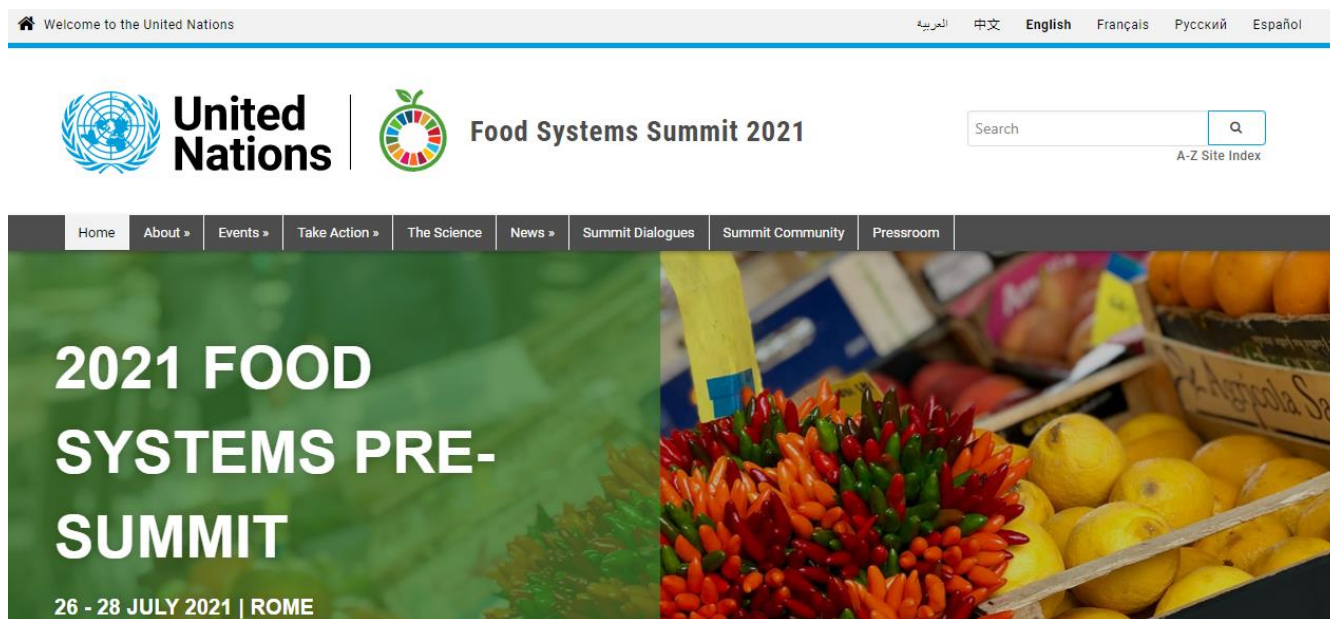 Welcome to the United Nations
العربية 中文 English Français Русский Español
United
Nations
Food Systems Summit 2021
Search
A-Z Site Index
Home About » Events » Take Action » The Science News » Summit Dialogues Summit Community Pressroom
2021 FOOD
SYSTEMS PRE-
SUMMIT
26 - 28 JULY 2021 | ROME
Agricola